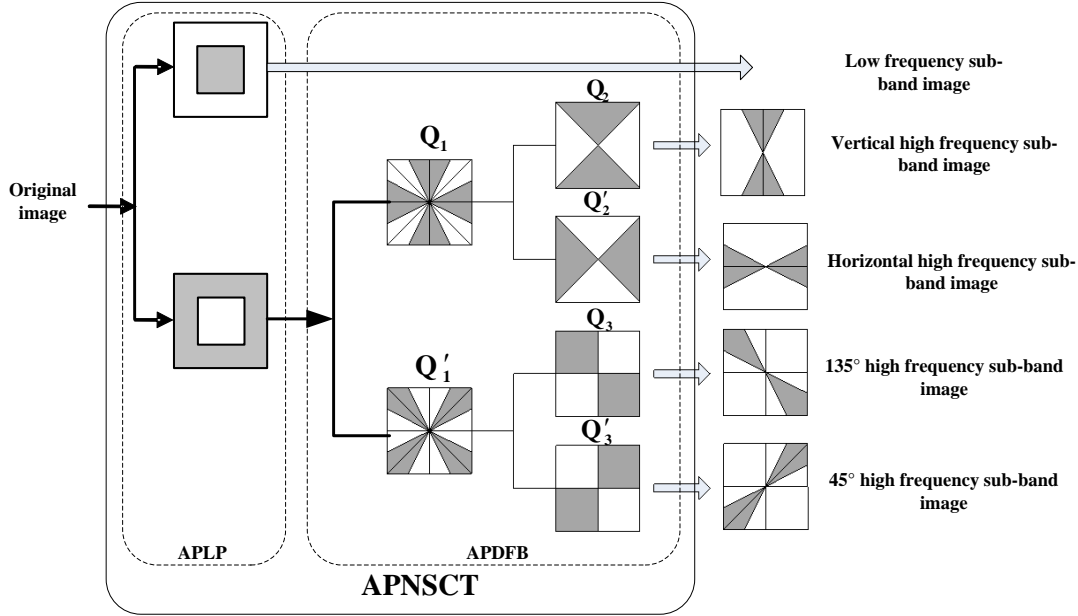 Original
image
Q1
Q'1
Q2
Q'2
Q3
Q'3
Low frequency sub-
band image
Vertical high frequency sub-
band image
Horizontal high frequency sub-
band image
135° high frequency sub-band
image
45° high frequency sub-band
image
APLP
APDFB
APNSCT